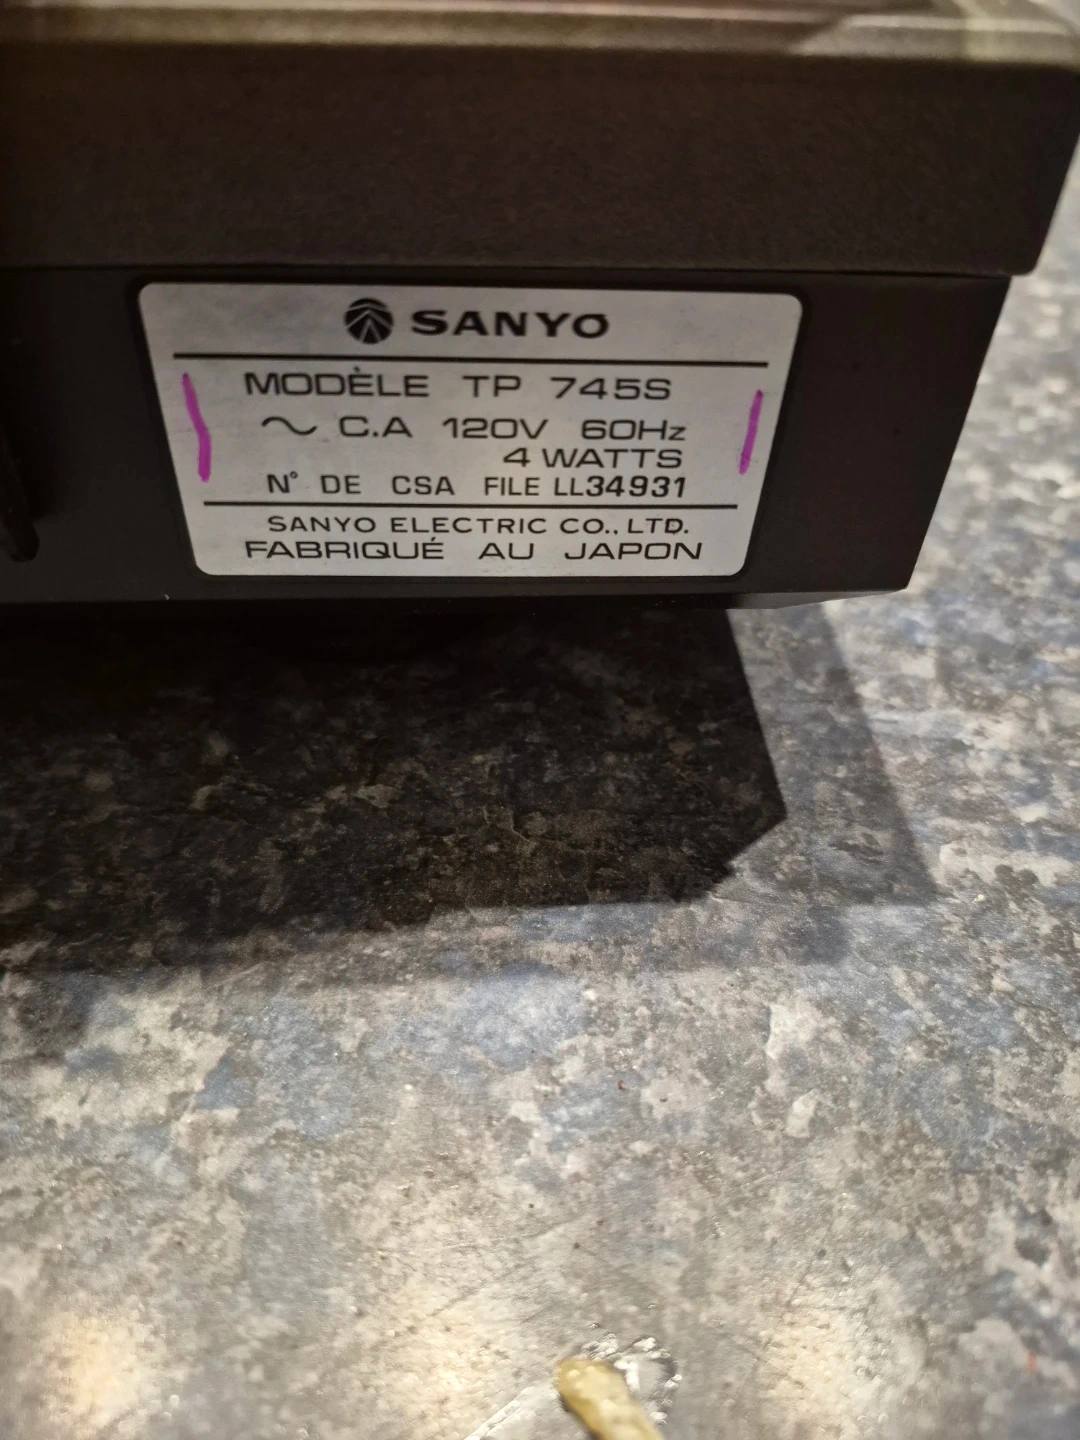 SANYO
MODÈLE TP 745S
~ C.A 120V 60Hz
4 WATTS
N° DE CSA FILE LL34931
SANYO ELECTRIC CO., LTD.
FABRIQUÉ AU JAPON